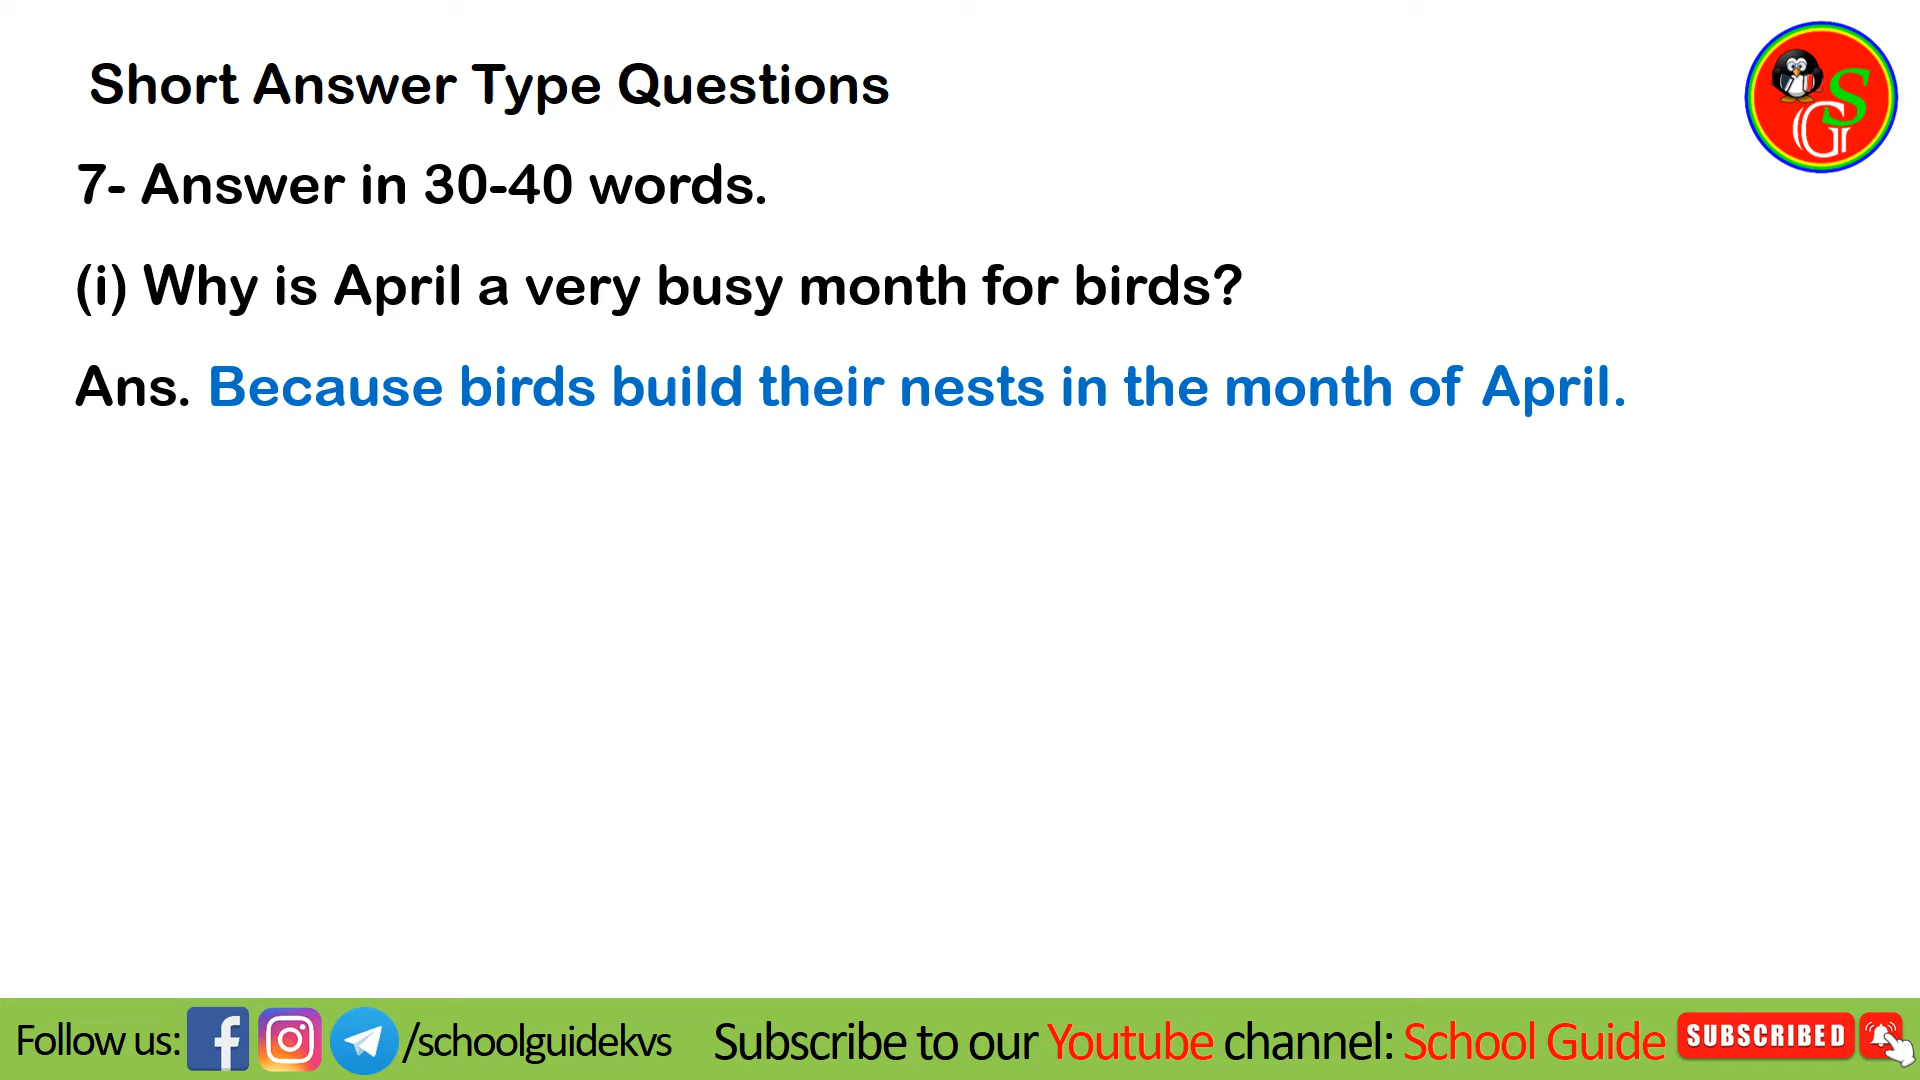 Short Answer Type Questions
SG
7- Answer in 30-40 words.
(i) Why is April a very busy month for birds?
Ans. Because birds build their nests in the month of April.
Follow us: /schoolguidekvs Subscribe to our Youtube channel: School Guide SUBSCRIBED